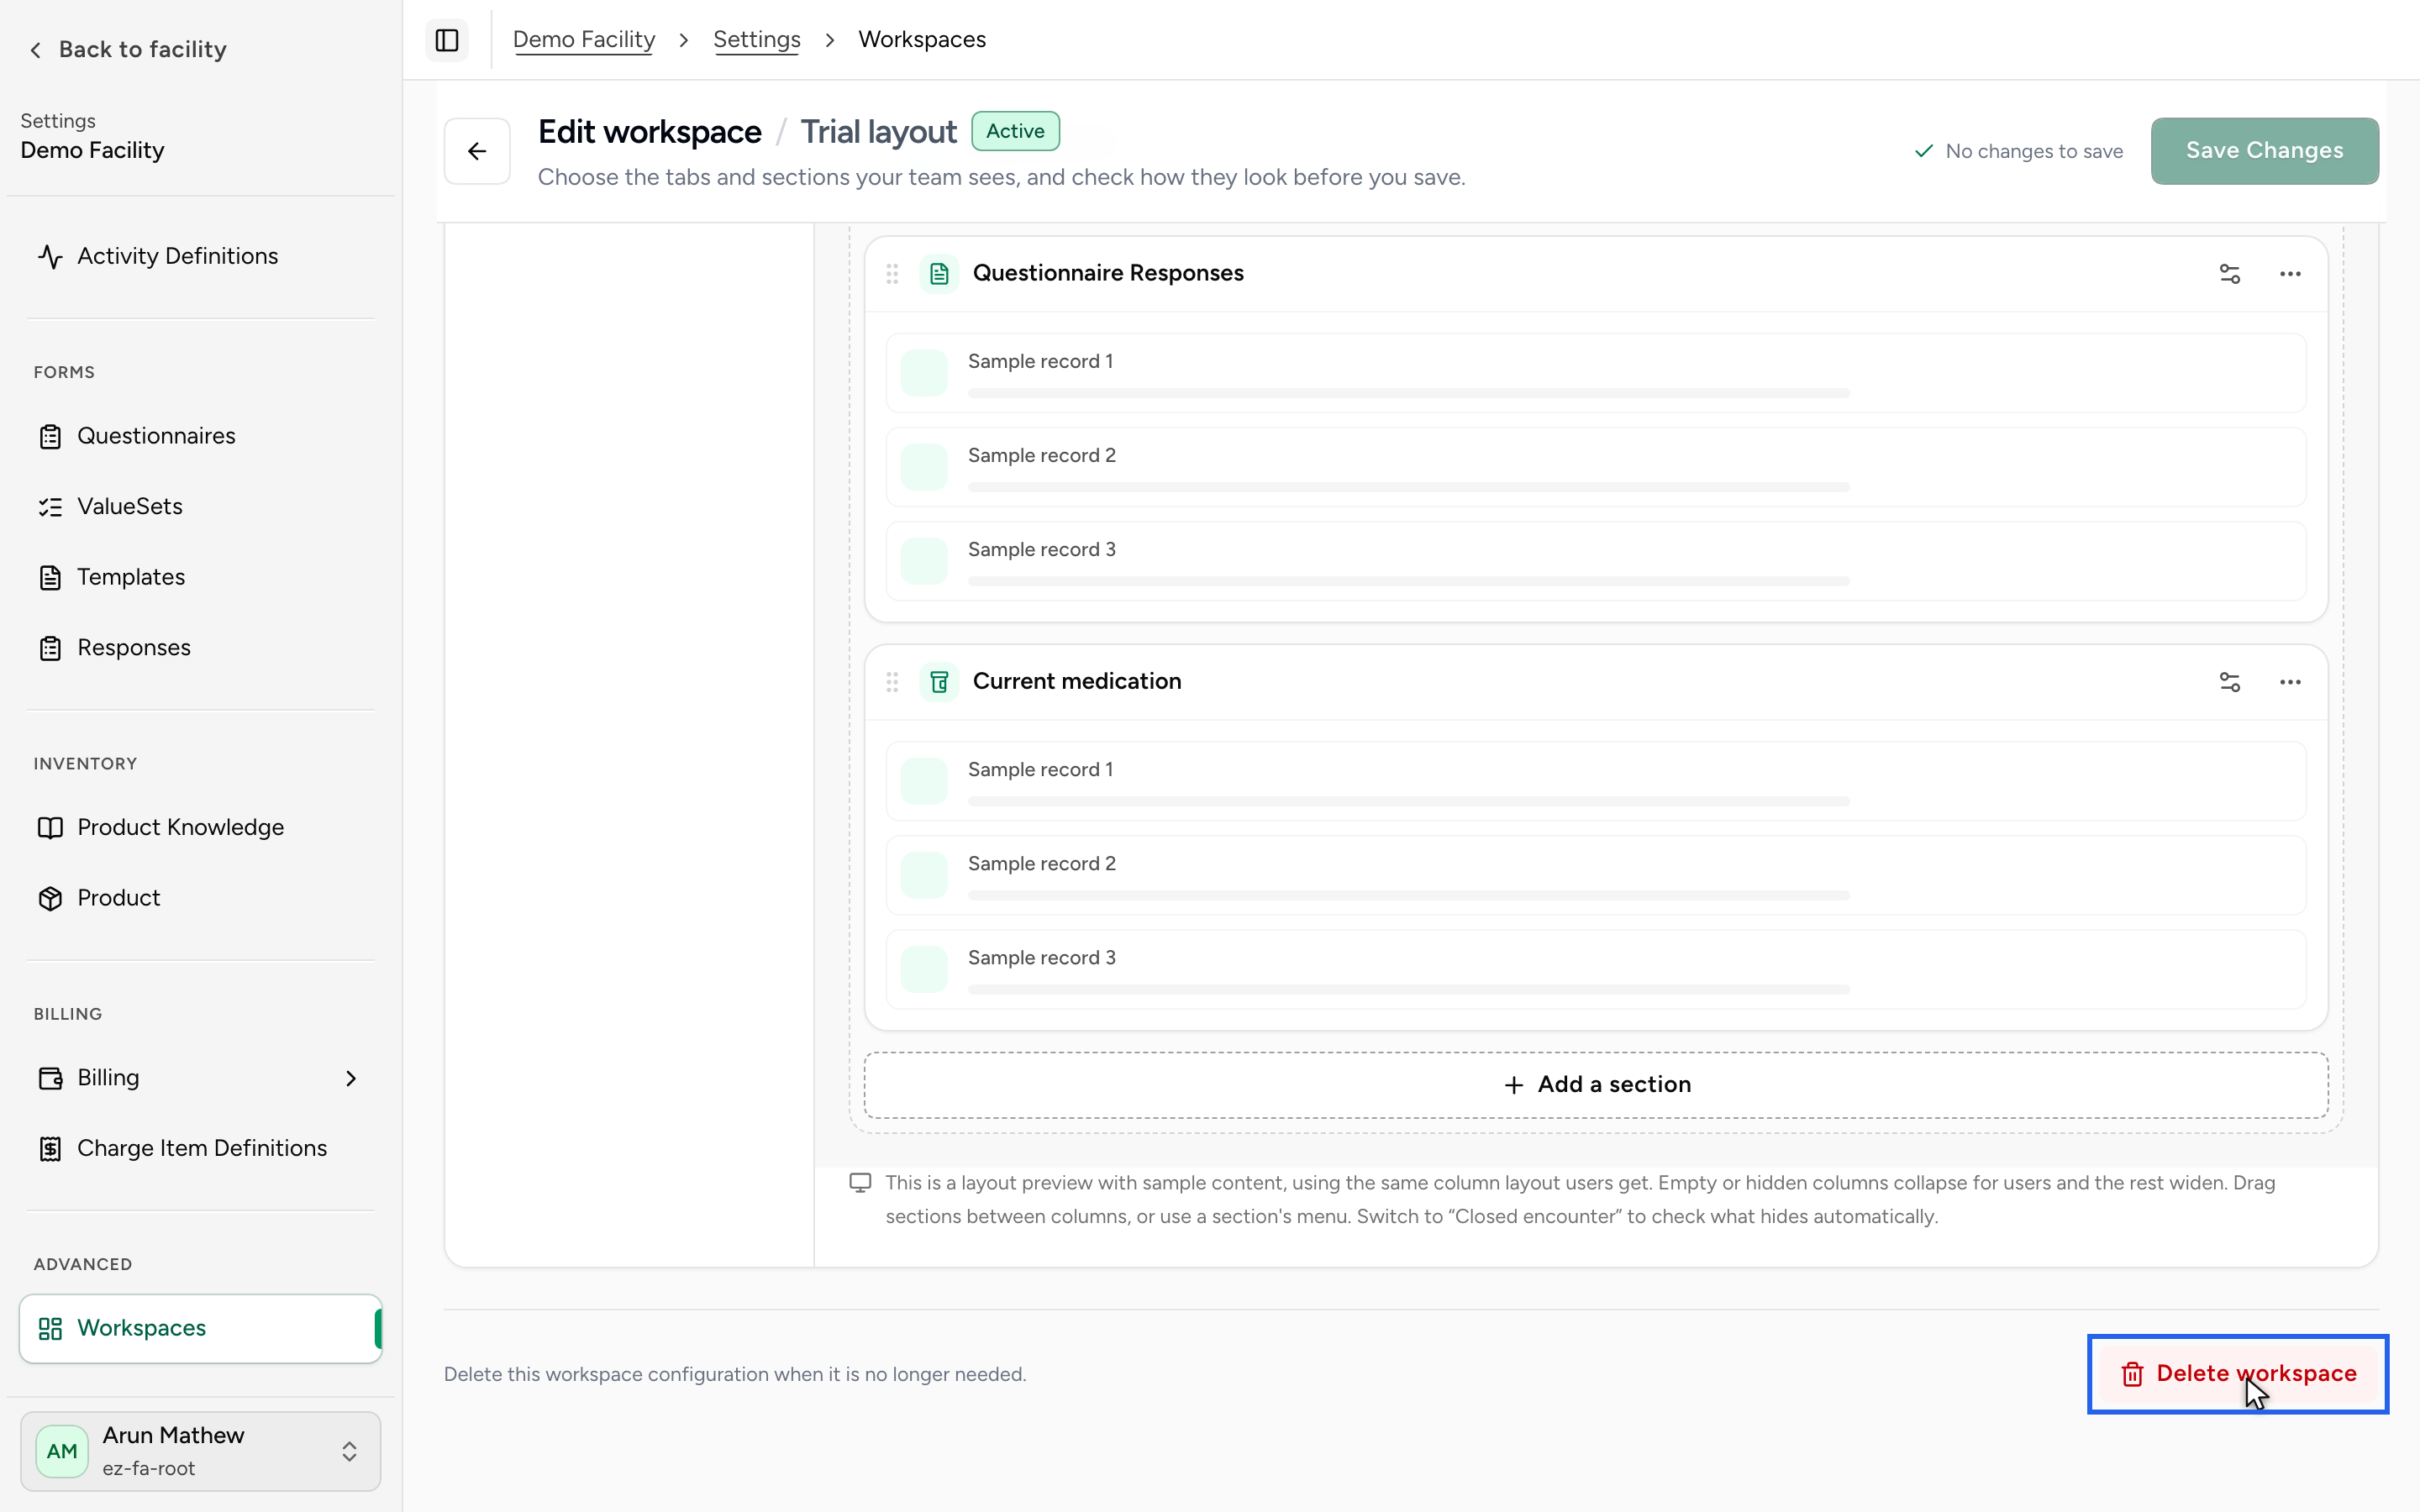 Back to facility
Settings
Demo Facility
Activity Definitions
FORMS
Questionnaires
ValueSets
Templates
Responses
INVENTORY
Product Knowledge
Product
BILLING
Billing
Charge Item Definitions
ADVANCED
Workspaces
AM
Arun Mathew
ez-fa-root
Demo Facility > Settings > Workspaces
Edit workspace / Trial layout Active
Choose the tabs and sections your team sees, and check how they look before you save.
No changes to save
Save Changes
Questionnaire Responses
Sample record 1
Sample record 2
Sample record 3
Current medication
Sample record 1
Sample record 2
Sample record 3
+ Add a section
This is a layout preview with sample content, using the same column layout users get. Empty or hidden columns collapse for users and the rest widen. Drag
sections between columns, or use a section's menu. Switch to “Closed encounter” to check what hides automatically.
Delete this workspace configuration when it is no longer needed.
Delete workspace